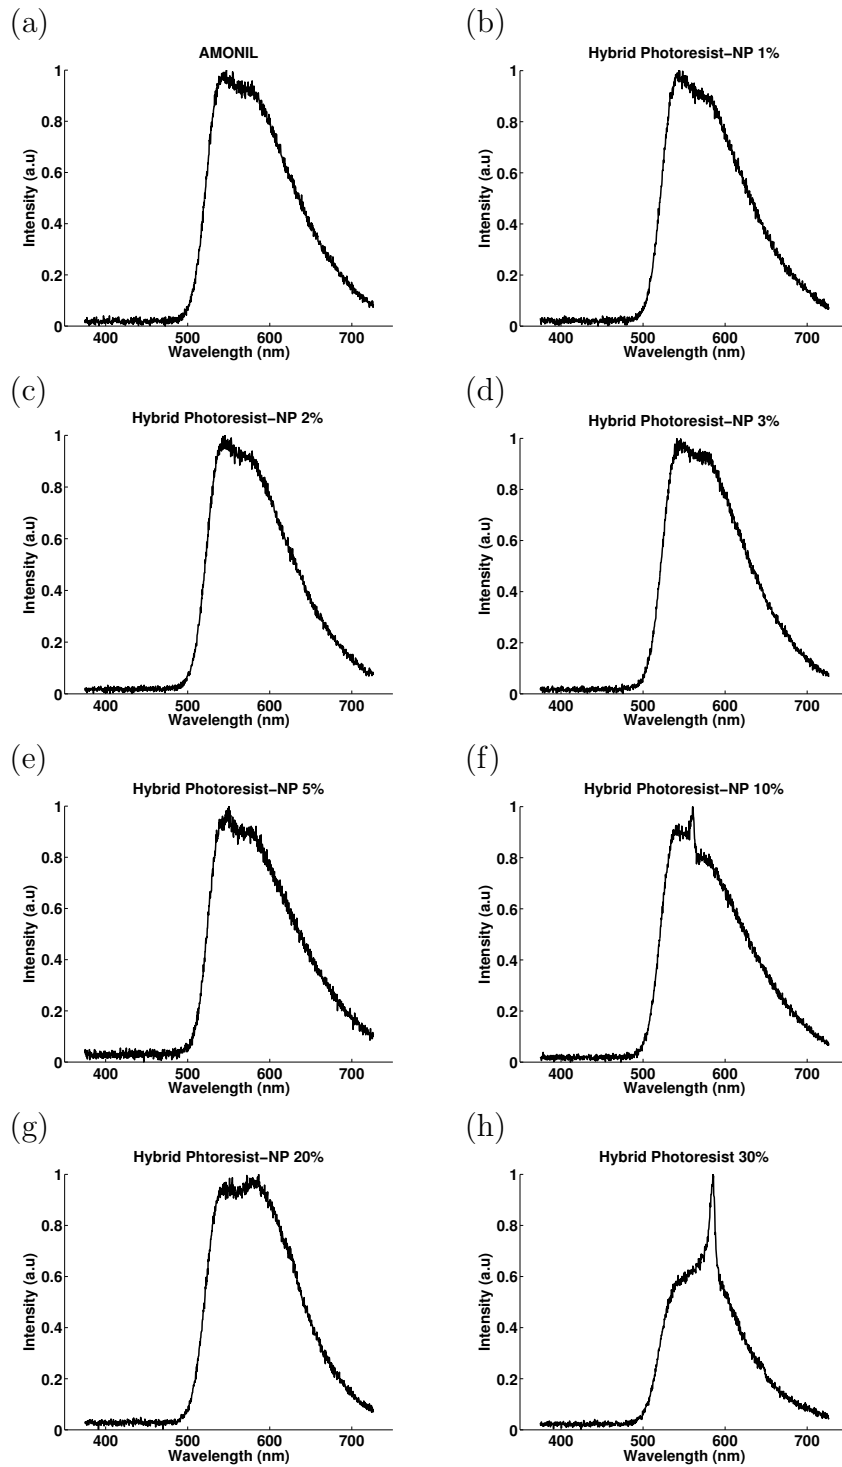 (a)
AMONIL
1
0.8
0.6
0.4
0.2
0
Intensity (a.u)
400 500 600 700
Wavelength (nm)
(b)
Hybrid Photoresist−NP 1%
1
0.8
0.6
0.4
0.2
0
Intensity (a.u)
400 500 600 700
Wavelength (nm)
(c)
Hybrid Photoresist−NP 2%
1
0.8
0.6
0.4
0.2
0
Intensity (a.u)
400 500 600 700
Wavelength (nm)
(d)
Hybrid Photoresist−NP 3%
1
0.8
0.6
0.4
0.2
0
Intensity (a.u)
400 500 600 700
Wavelength (nm)
(e)
Hybrid Photoresist−NP 5%
1
0.8
0.6
0.4
0.2
0
Intensity (a.u)
400 500 600 700
Wavelength (nm)
(f)
Hybrid Photoresist−NP 10%
1
0.8
0.6
0.4
0.2
0
Intensity (a.u)
400 500 600 700
Wavelength (nm)
(g)
Hybrid Phtoresist−NP 20%
1
0.8
0.6
0.4
0.2
0
Intensity (a.u)
400 500 600 700
Wavelength (nm)
(h)
Hybrid Photoresist 30%
1
0.8
0.6
0.4
0.2
0
Intensity (a.u)
400 500 600 700
Wavelength (nm)